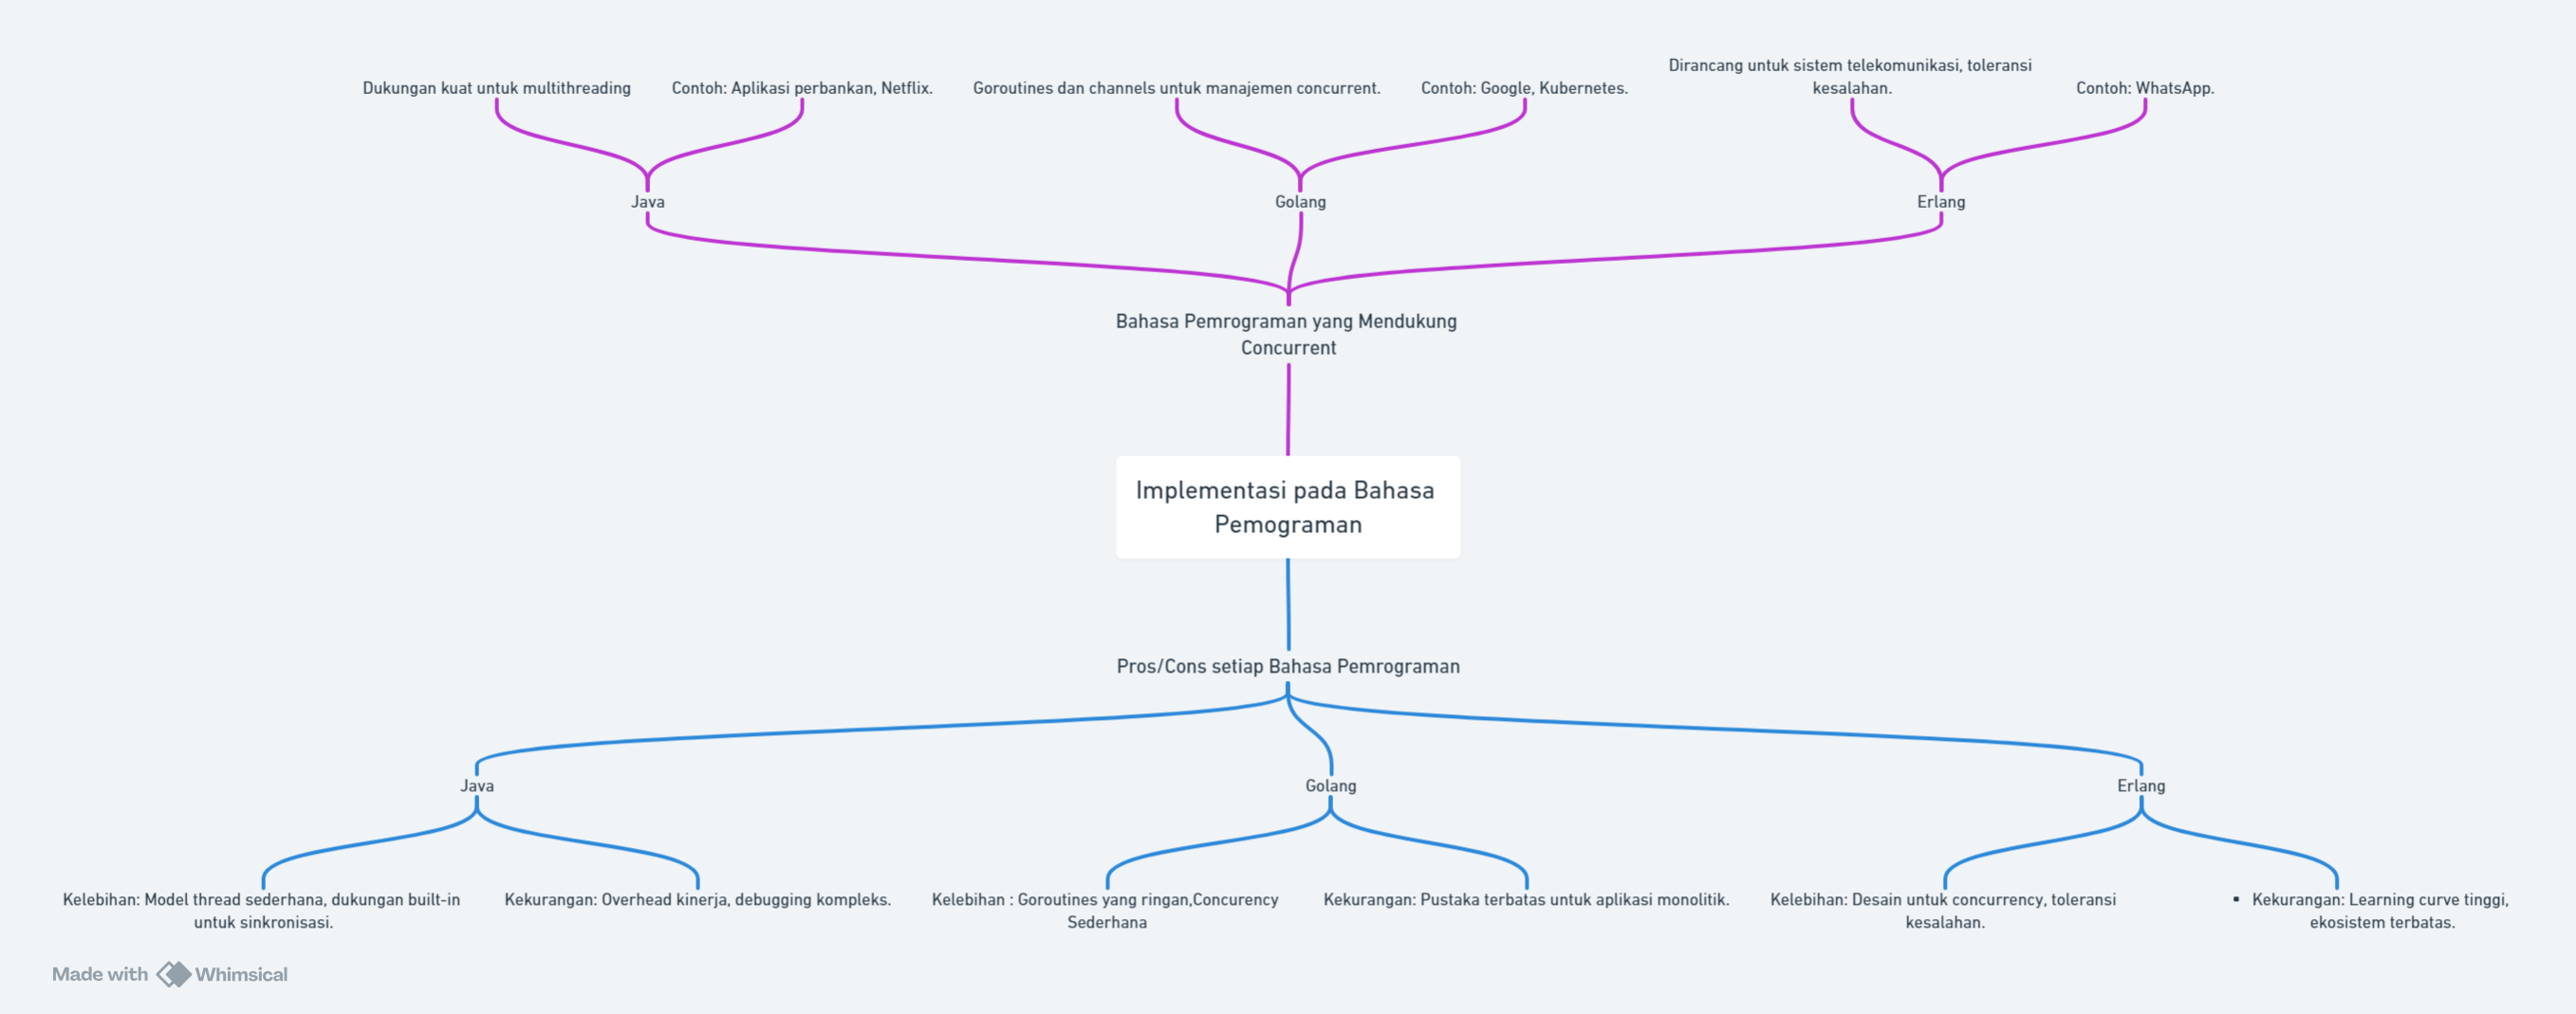 Dukungan kuat untuk multithreading
Contoh: Aplikasi perbankan, Netflix.
Goroutines dan channels untuk manajemen concurrent.
Contoh: Google, Kubernetes.
Dirancang untuk sistem telekomunikasi, toleransi
kesalahan.
Contoh: WhatsApp.
Java
Golang
Erlang
Bahasa Pemrograman yang Mendukung
Concurrent
Implementasi pada Bahasa
Pemograman
Pros/Cons setiap Bahasa Pemrograman
Java
Golang
Erlang
Kelebihan: Model thread sederhana, dukungan built-in
untuk sinkronisasi.
Kekurangan: Overhead kinerja, debugging kompleks.
Kelebihan : Goroutines yang ringan,Concurency
Sederhana
Kekurangan: Pustaka terbatas untuk aplikasi monolitik.
Kelebihan: Desain untuk concurrency, toleransi
kesalahan.
▪ Kekurangan: Learning curve tinggi,
ekosistem terbatas.
Made with Whimsical